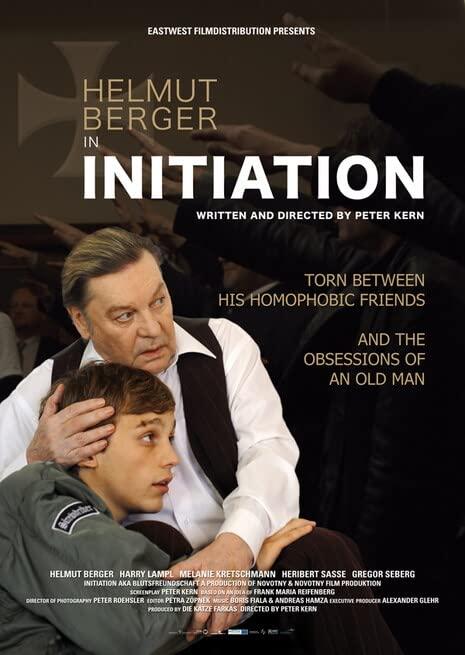 EASTWEST FILMDISTRIBUTION PRESENTS
HELMUT
BERGER
IN
INITIATION
WRITTEN AND DIRECTED BY PETER KERN
TORN BETWEEN
HIS HOMOPHOBIC FRIENDS
AND THE
OBSESSIONS OF
AN OLD MAN
HELMUT BERGER HARRY LAMPL MELANIE KRETSCHMANN HERIBERT SASSE GREGOR SEBERG
INITIATION AKA BLUTSFREUNDSCHAFT A PRODUCTION OF NOVOTNY & NOVOTNY FILM PRODUKTION
SCREENPLAY PETER KERN BASED ON AN IDEA OF FRANK MARIA REIFENBERG
DIRECTOR OF PHOTOGRAPHY PETER ROEHSLER EDITOR PETRA ZÖPNEK MUSIC BORIS FIALA & ANDREAS HAMZA EXECUTIVE PRODUCER ALEXANDER GLEHR
PRODUCED BY DIE KATZE FARKAS DIRECTED BY PETER KERN